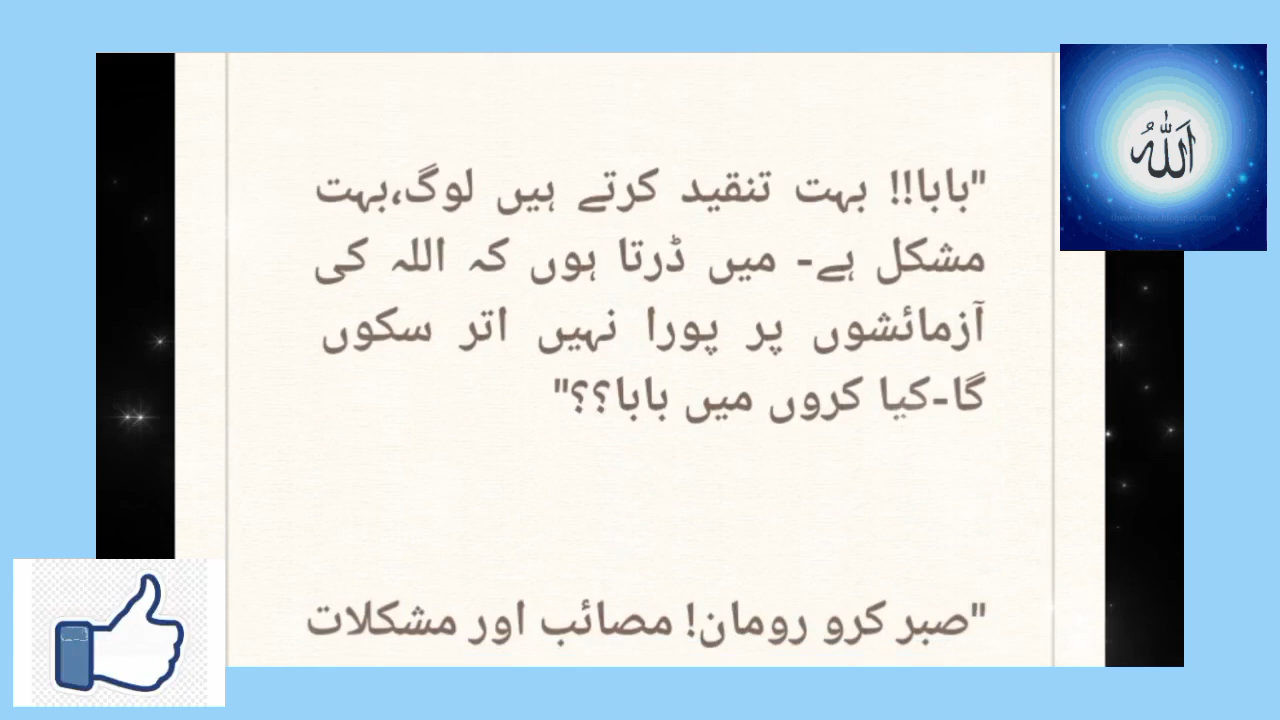 "بابا!! بہت تنقید کرتے ہیں لوگ،بہت
مشکل ہے۔ میں ڈرتا ہوں کہ اللہ کی
آزمائشوں پر پورا نہیں اتر سکوں
گا۔کیا کروں میں بابا؟؟"
"صبر کرو رومان! مصائب اور مشکلات
اللہ